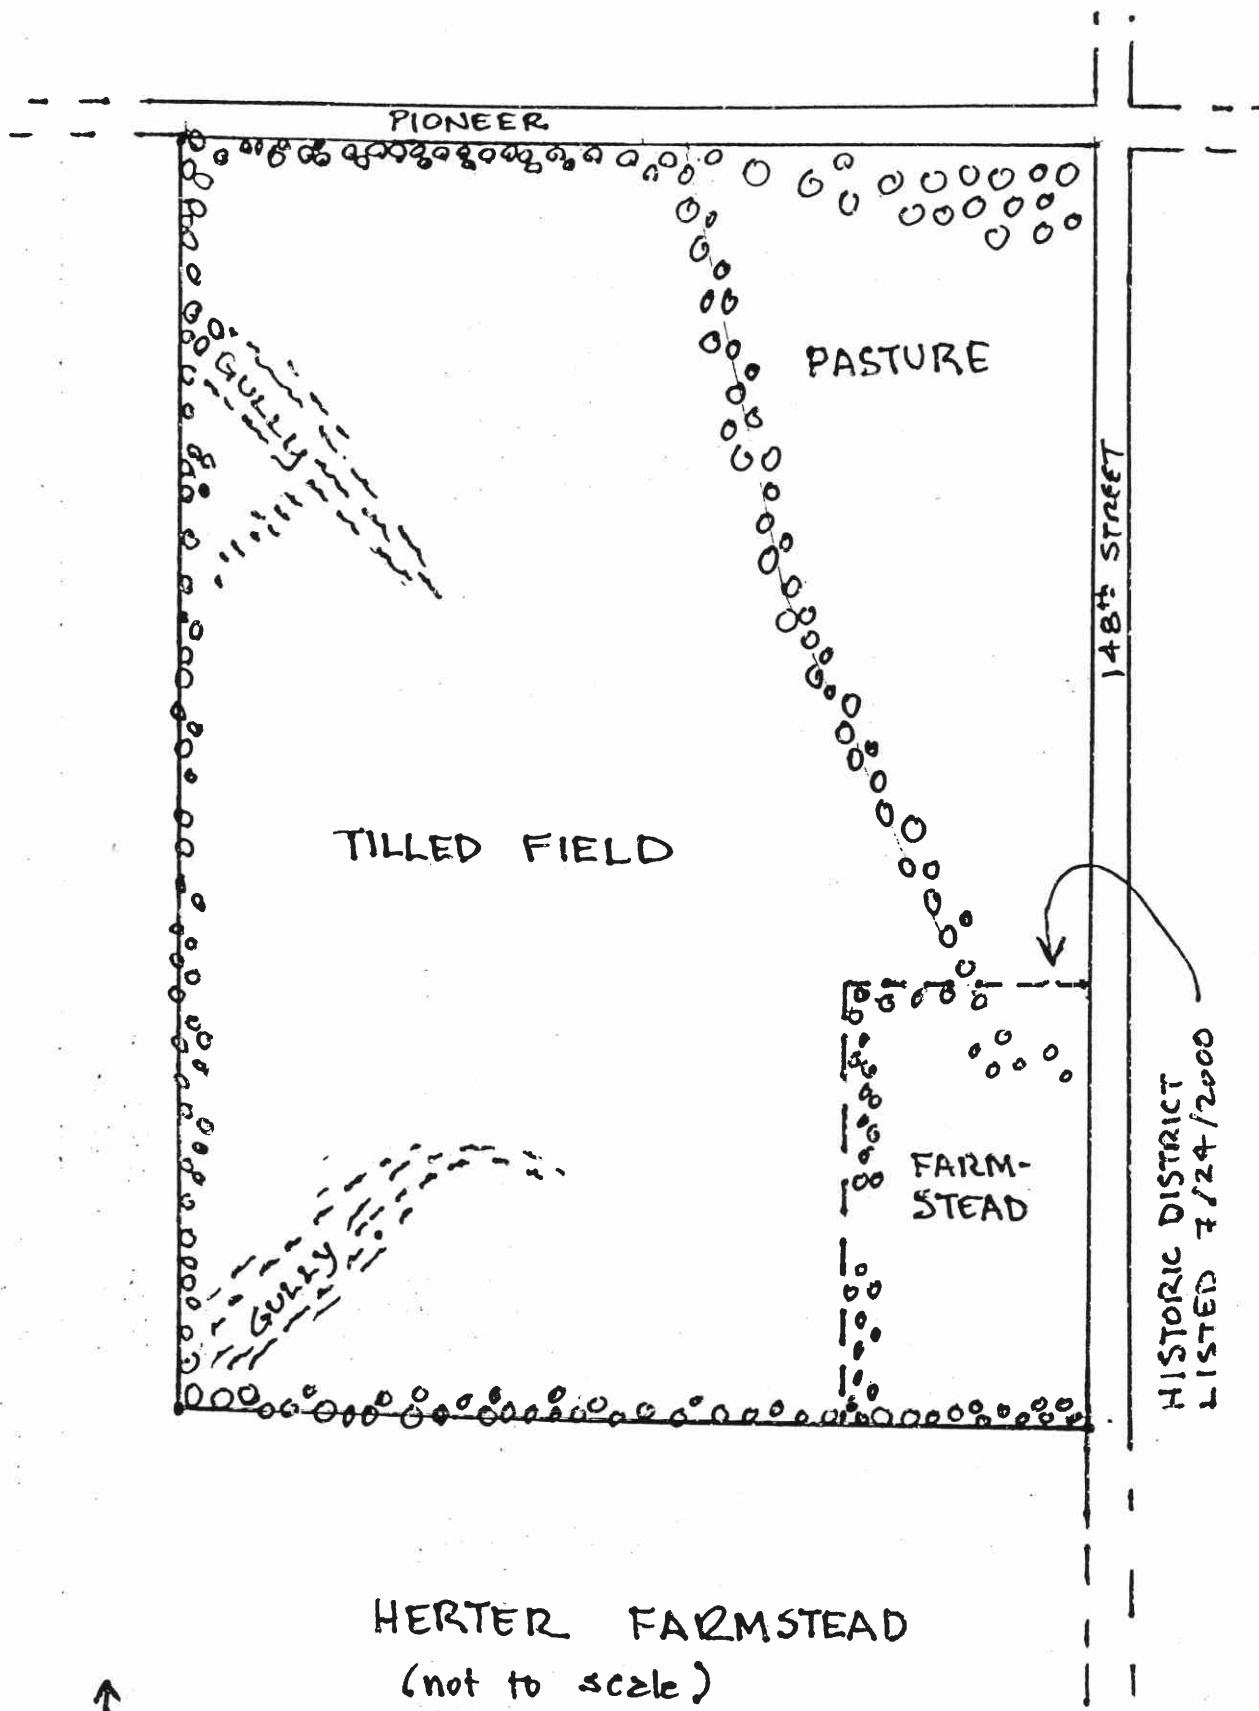 PIONEER
GULLY
PASTURE
148th STREET
TILLED FIELD
FARM-
STEAD
GULLY
HISTORIC DISTRICT
LISTED 7/24/2000
HERTER FARMSTEAD
(not to scale)